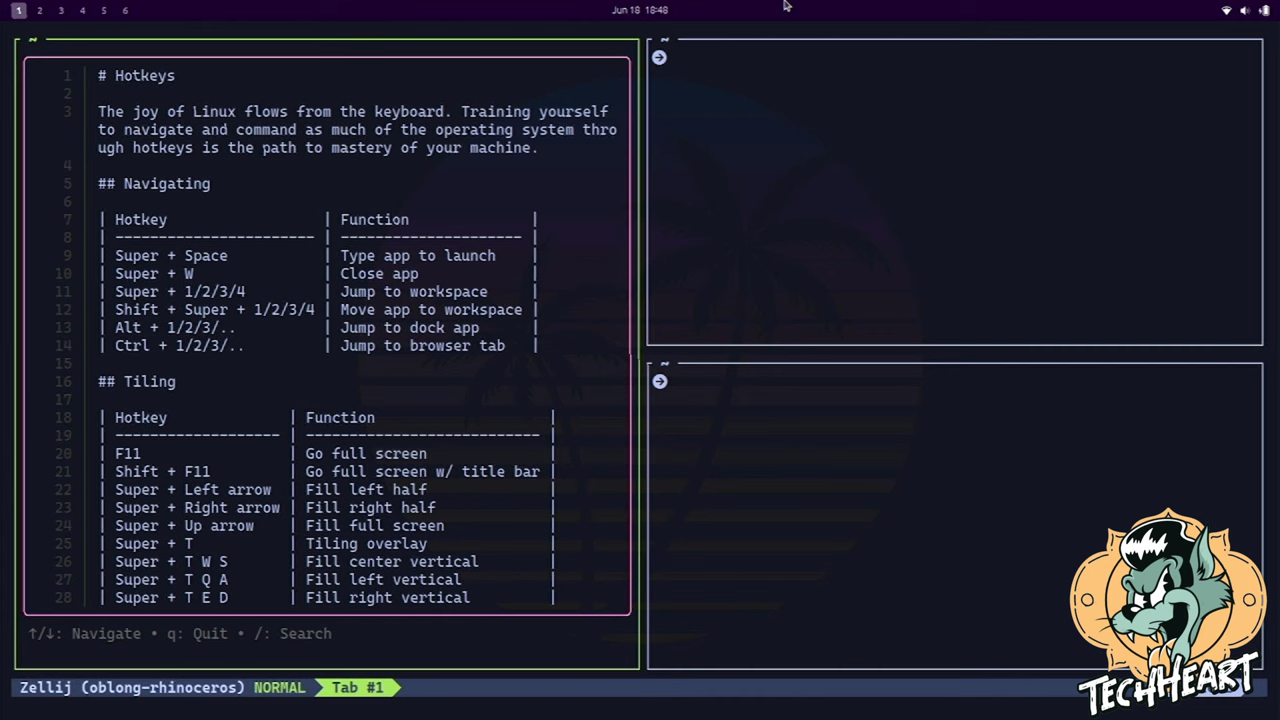 1 2 3 4 5 6 Jun 18 18:48
~ ~
1 # Hotkeys
2
3 The joy of Linux flows from the keyboard. Training yourself
to navigate and command as much of the operating system thro
ugh hotkeys is the path to mastery of your machine.
4
5 ## Navigating
6
7 | Hotkey | Function |
8 | ----------------------- | --------------------- |
9 | Super + Space | Type app to launch |
10 | Super + W | Close app |
11 | Super + 1/2/3/4 | Jump to workspace |
12 | Shift + Super + 1/2/3/4 | Move app to workspace |
13 | Alt + 1/2/3/.. | Jump to dock app |
14 | Ctrl + 1/2/3/.. | Jump to browser tab |
15
16 ## Tiling
17
18 | Hotkey | Function |
19 | ------------------- | --------------------------- |
20 | F11 | Go full screen |
21 | Shift + F11 | Go full screen w/ title bar |
22 | Super + Left arrow | Fill left half |
23 | Super + Right arrow | Fill right half |
24 | Super + Up arrow | Fill full screen |
25 | Super + T | Tiling overlay |
26 | Super + T W S | Fill center vertical |
27 | Super + T Q A | Fill left vertical |
28 | Super + T E D | Fill right vertical |
↑/↓: Navigate • q: Quit • /: Search
~
Zellij (oblong-rhinoceros) NORMAL Tab #1
TECHHEART